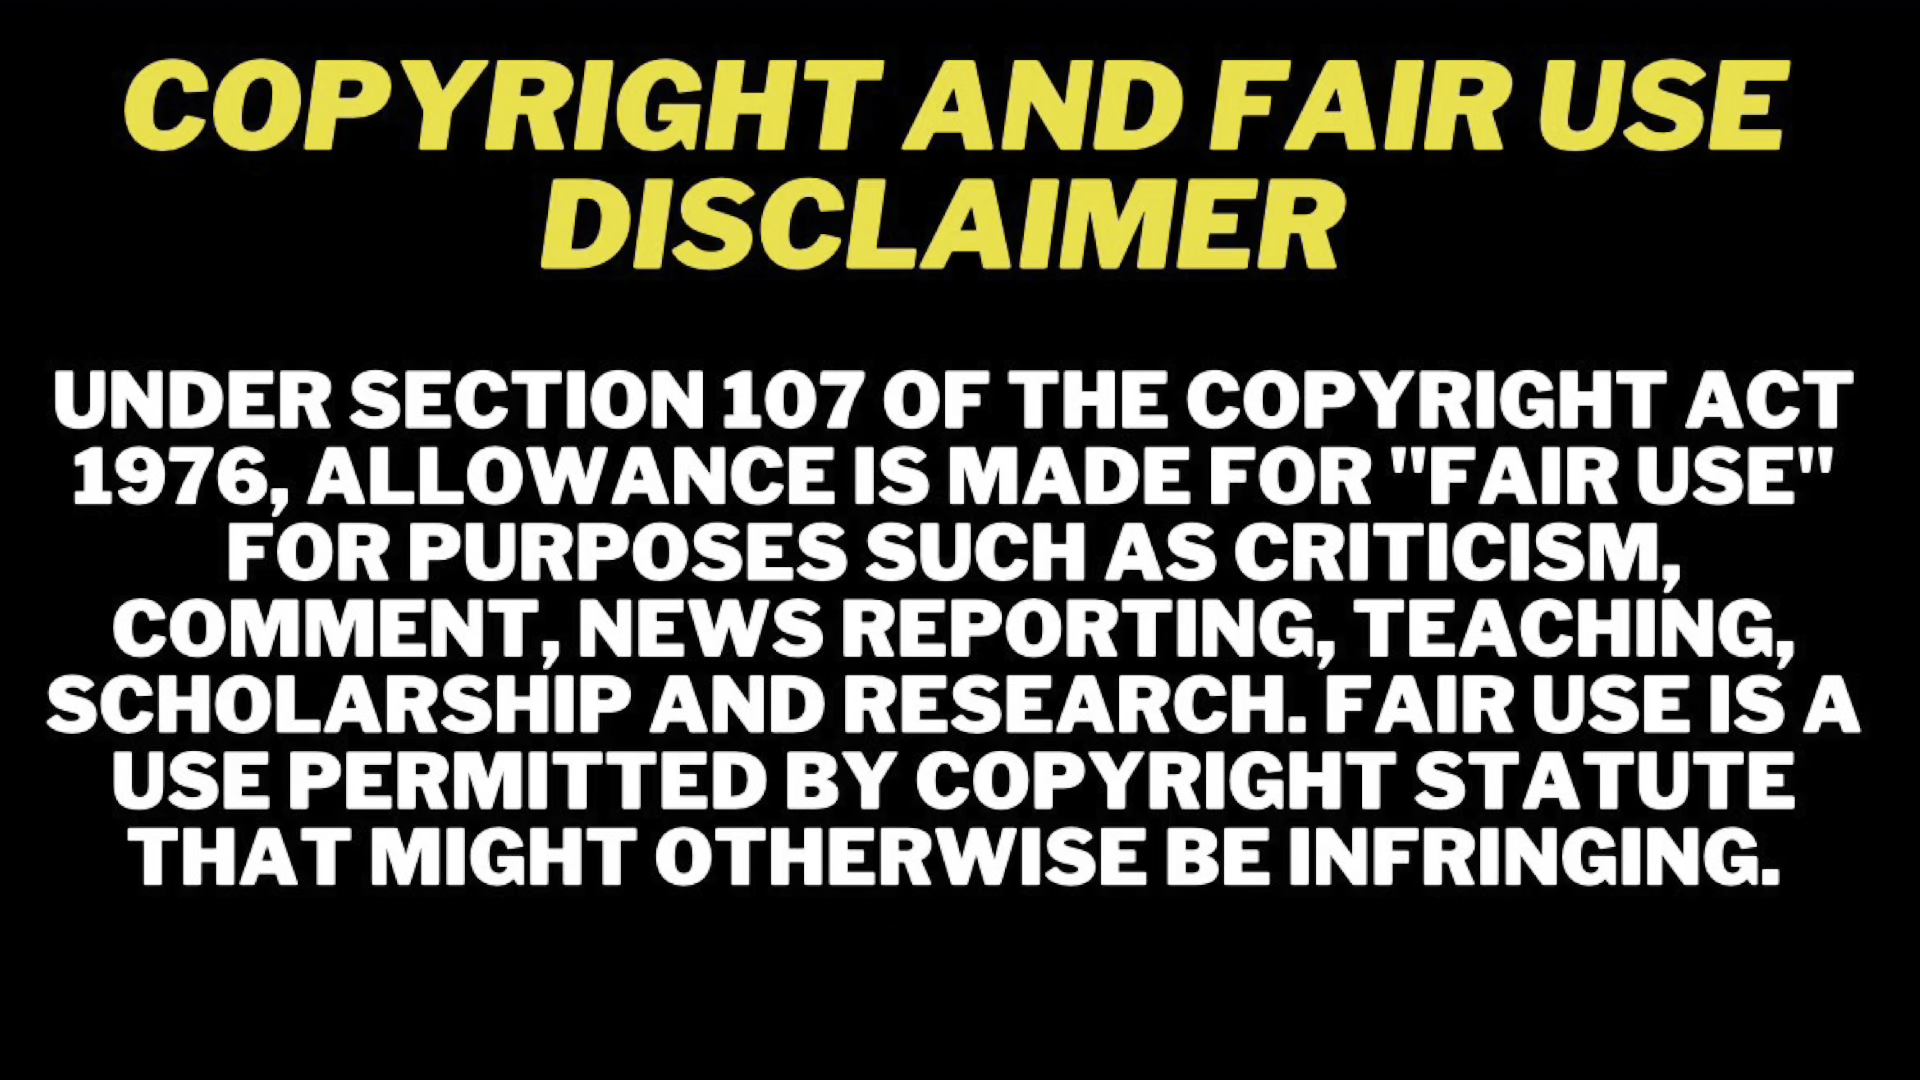 COPYRIGHT AND FAIR USE
DISCLAIMER
UNDER SECTION 107 OF THE COPYRIGHT ACT
1976, ALLOWANCE IS MADE FOR "FAIR USE"
FOR PURPOSES SUCH AS CRITICISM,
COMMENT, NEWS REPORTING, TEACHING,
SCHOLARSHIP AND RESEARCH. FAIR USE IS A
USE PERMITTED BY COPYRIGHT STATUTE
THAT MIGHT OTHERWISE BE INFRINGING.